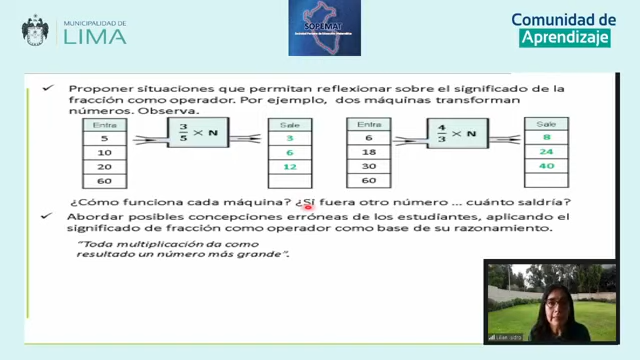 MUNICIPALIDAD DE
LIMA
SOPEMAT
Comunidad de
Aprendizaje
✓ Proponer situaciones que permitan reflexionar sobre el significado de la
fracción como operador. Por ejemplo, dos máquinas transforman
números. Observa.
Entra
5
10
20
60
3/5 × N
Sale
3
6
12
Entra
6
18
30
60
4/3 × N
Sale
8
24
40
¿Cómo funciona cada máquina? ¿Si fuera otro número ... cuánto saldría?
✓ Abordar posibles concepciones erróneas de los estudiantes, aplicando el
significado de fracción como operador como base de su razonamiento.
"Toda multiplicación da como
resultado un número más grande".